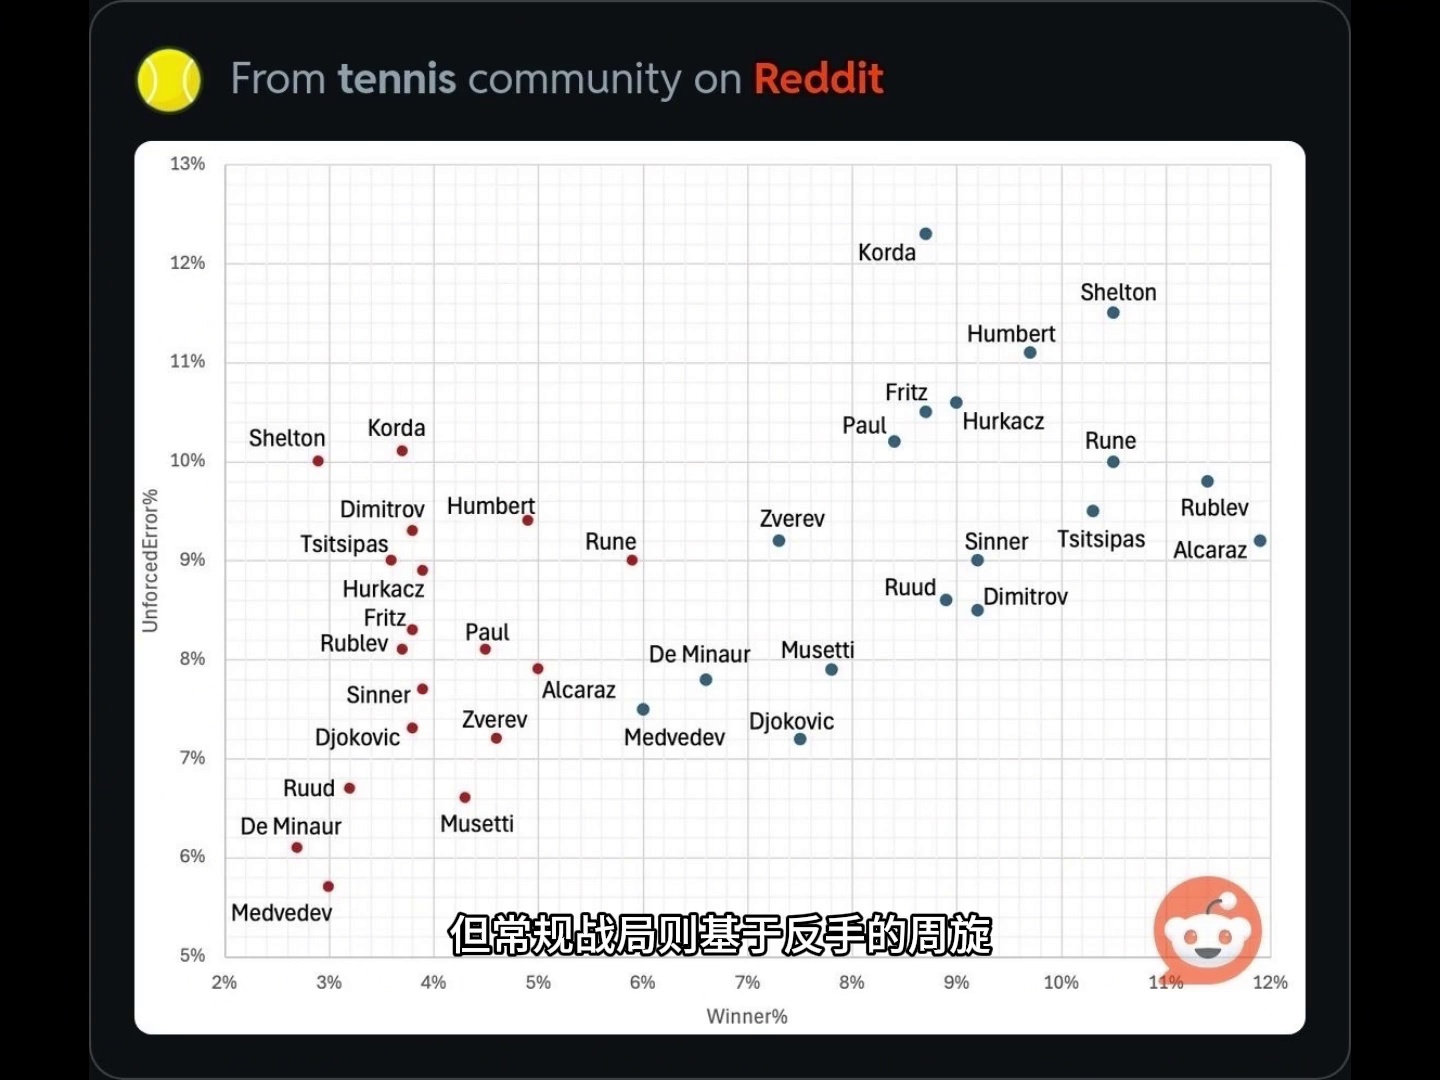 From tennis community on Reddit
13%
12%
11%
10%
9%
8%
7%
6%
5%
UnforcedError%
Korda
Shelton
Humbert
Fritz
Paul
Hurkacz
Rune
Korda
Shelton
Rublev
Dimitrov
Humbert
Zverev
Tsitsipas
Tsitsipas
Rune
Sinner
Alcaraz
Hurkacz
Ruud
Dimitrov
Fritz
Rublev
Paul
De Minaur
Musetti
Sinner
Alcaraz
Djokovic
Zverev
Medvedev
Djokovic
Ruud
De Minaur
Musetti
Medvedev
但常规战局则基于反手的周旋
2% 3% 4% 5% 6% 7% 8% 9% 10% 11% 12%
Winner%